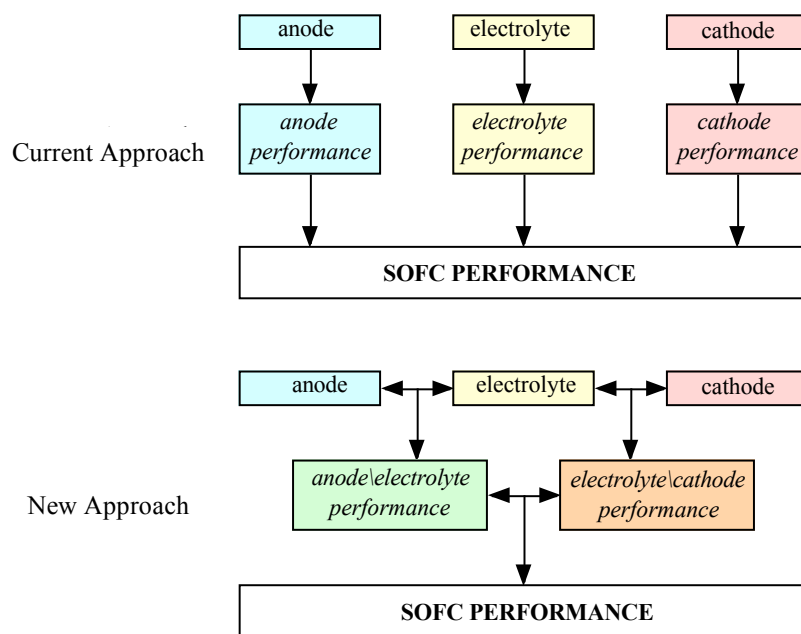 anode
electrolyte
cathode
Current Approach
anode
performance
electrolyte
performance
cathode
performance
SOFC PERFORMANCE
anode
electrolyte
cathode
New Approach
anode\electrolyte
performance
electrolyte\cathode
performance
SOFC PERFORMANCE